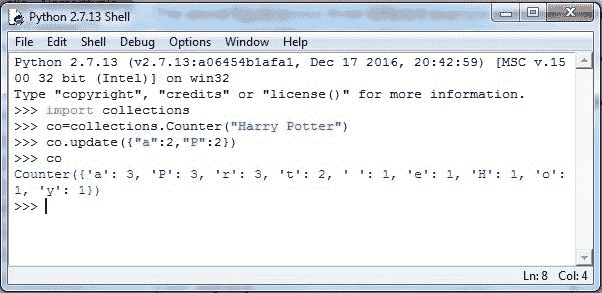 Python 2.7.13 Shell
File Edit Shell Debug Options Window Help
Python 2.7.13 (v2.7.13:a06454b1afa1, Dec 17 2016, 20:42:59) [MSC v.15
00 32 bit (Intel)] on win32
Type "copyright", "credits" or "license()" for more information.
>>> import collections
>>> co=collections.Counter("Harry Potter")
>>> co.update({"a":2,"P":2})
>>> co
Counter({'a': 3, 'P': 3, 'r': 3, 't': 2, ' ': 1, 'e': 1, 'H': 1, 'o':
1, 'y': 1})
>>>
Ln: 8 Col: 4